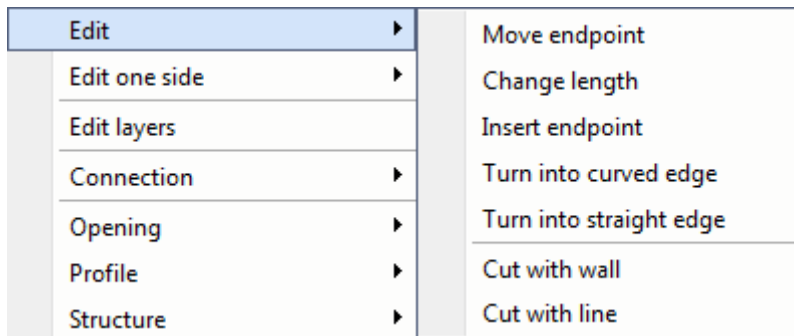 Edit
Edit one side
Edit layers
Connection
Opening
Profile
Structure
Move endpoint
Change length
Insert endpoint
Turn into curved edge
Turn into straight edge
Cut with wall
Cut with line